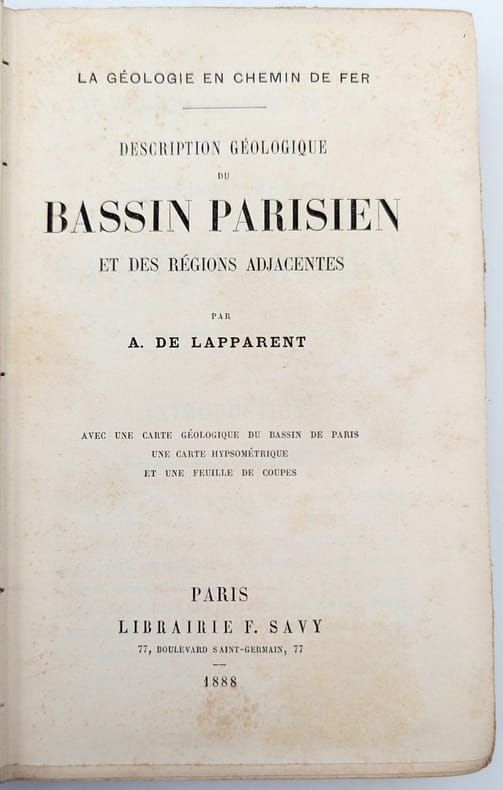 LA GÉOLOGIE EN CHEMIN DE FER
DESCRIPTION GÉOLOGIQUE
DU
BASSIN PARISIEN
ET DES RÉGIONS ADJACENTES
PAR
A. DE LAPPARENT
AVEC UNE CARTE GÉOLOGIQUE DU BASSIN DE PARIS
UNE CARTE HYPSOMÉTRIQUE
ET UNE FEUILLE DE COUPES
PARIS
LIBRAIRIE F. SAVY
77, BOULEVARD SAINT-GERMAIN, 77
1888